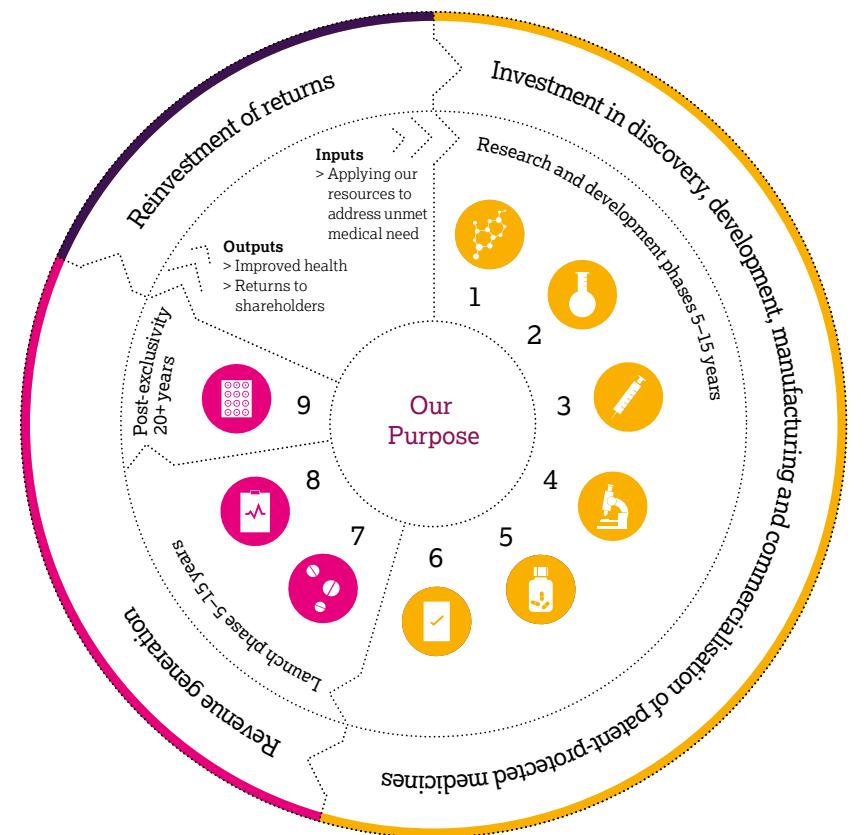 Reinvestment of returns
Investment in discovery, development, manufacturing and commercialisation of patent-protected medicines
Inputs
> Applying our
resources to
address unmet
medical need
Outputs
> Improved health
> Returns to
shareholders
Research and development phases 5–15 years
1
2
3
4
5
6
7
8
9
Our
Purpose
Post-exclusivity
20+ years
Launch phase 5–15 years
Revenue generation